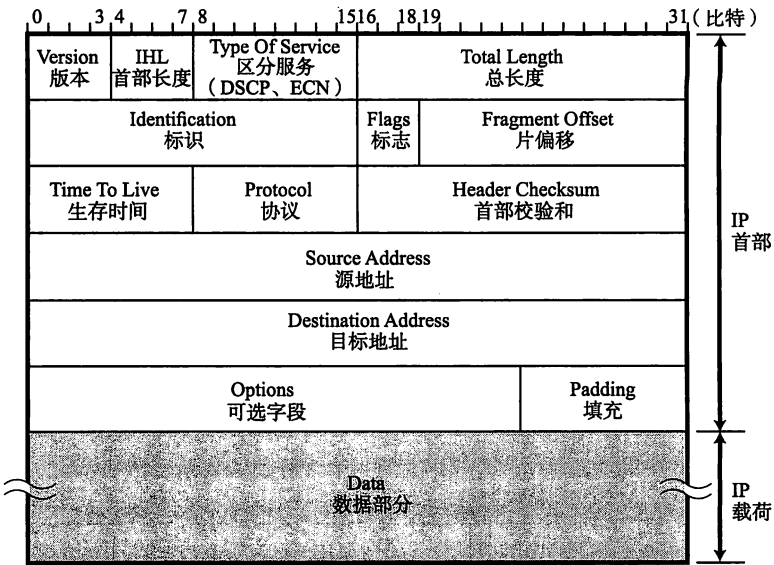 0 3 4 7 8 15 16 18 19 31 (比特)
Version
版本
IHL
首部长度
Type Of Service
区分服务
(DSCP、ECN)
Total Length
总长度
Identification
标识
Flags
标志
Fragment Offset
片偏移
Time To Live
生存时间
Protocol
协议
Header Checksum
首部校验和
Source Address
源地址
Destination Address
目标地址
Options
可选字段
Padding
填充
IP
首部
Data
数据部分
IP
载荷